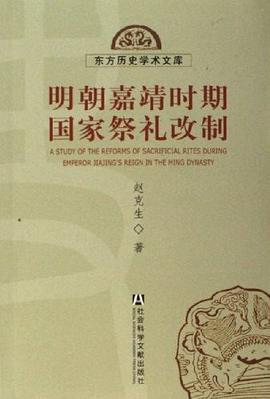 东方历史学术文库
明朝嘉靖时期
国家祭礼改制
A STUDY OF THE REFORMS OF SACRIFICIAL RITES DURING
EMPEROR JIAJING'S REIGN IN THE MING DYNASTY
赵克生
◇著
社会科学文献出版社